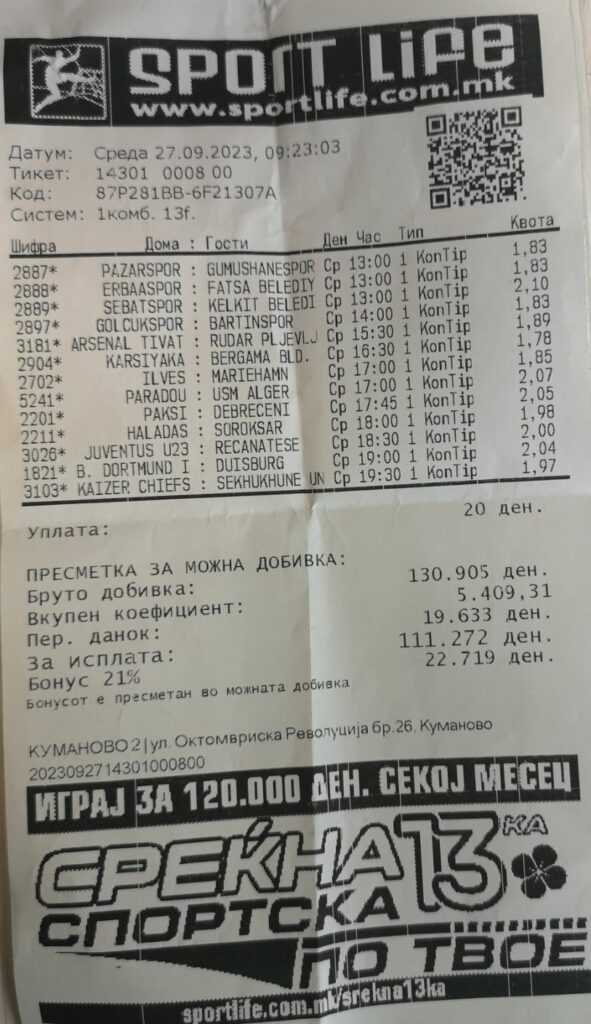 SPORT LIFE
www.sportlife.com.mk
Датум: Среда 27.09.2023, 09:23:03
Тикет: 14301 0008 00
Код: 87P281BB-6F21307A
Систем: 1комб. 13f.
Шифра Дома : Гости Ден Час Тип Квота
2887* PAZARSPOR : GUMUSHANESPOR Ср 13:00 1 KonTip 1,83
2888* ERBAASPOR : FATSA BELEDIY Ср 13:00 1 KonTip 1,83
2889* SEBATSPOR : KELKIT BELEDI Ср 13:00 1 KonTip 2,10
2897* GOLCUKSPOR : BARTINSPOR Ср 14:00 1 KonTip 1,83
3181* ARSENAL TIVAT : RUDAR PLJEVLJ Ср 15:30 1 KonTip 1,89
2904* KARSIYAKA : BERGAMA BLD. Ср 16:30 1 KonTip 1,78
2702* ILVES : MARIEHAMN Ср 17:00 1 KonTip 1,85
5241* PARADOU : USM ALGER Ср 17:00 1 KonTip 2,07
2201* PAKSI : DEBRECENI Ср 17:45 1 KonTip 2,05
2211* HALADAS : SOROKSAR Ср 18:00 1 KonTip 1,98
3026* JUVENTUS U23 : RECANATESE Ср 18:30 1 KonTip 2,00
1821* B. DORTMUND I : DUISBURG Ср 19:00 1 KonTip 2,04
3103* KAIZER CHIEFS : SEKHUKHUNE UN Ср 19:30 1 KonTip 1,97
Уплата: 20 ден.
ПРЕСМЕТКА ЗА МОЖНА ДОБИВКА:
Бруто добивка: 130.905 ден.
Вкупен коефициент: 5.409,31
Пер. данок: 19.633 ден.
За исплата: 111.272 ден.
Бонус 21% 22.719 ден.
Бонусот е пресметан во можната добивка
КУМАНОВО 2|ул. Октомвриска Револуција бр.26, Куманово
2023092714301000800
ИГРАЈ ЗА 120.000 ДЕН. СЕКОЈ МЕСЕЦ
СРЕЌНА 13КА
СПОРТСКА
ПО ТВОЕ
sportlife.com.mk/srekna13ka